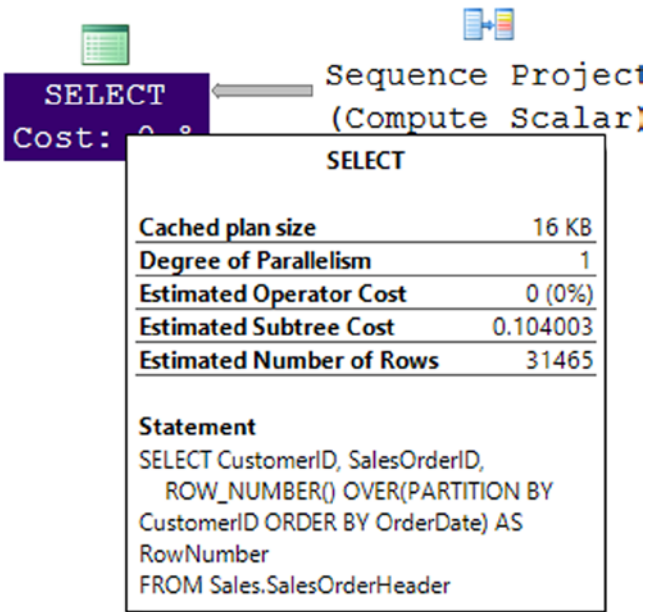 SELECT
Cost:
Sequence Project
(Compute Scalar)
SELECT
Cached plan size 16 KB
Degree of Parallelism 1
Estimated Operator Cost 0 (0%)
Estimated Subtree Cost 0.104003
Estimated Number of Rows 31465
Statement
SELECT CustomerID, SalesOrderID,
ROW_NUMBER() OVER(PARTITION BY
CustomerID ORDER BY OrderDate) AS
RowNumber
FROM Sales.SalesOrderHeader